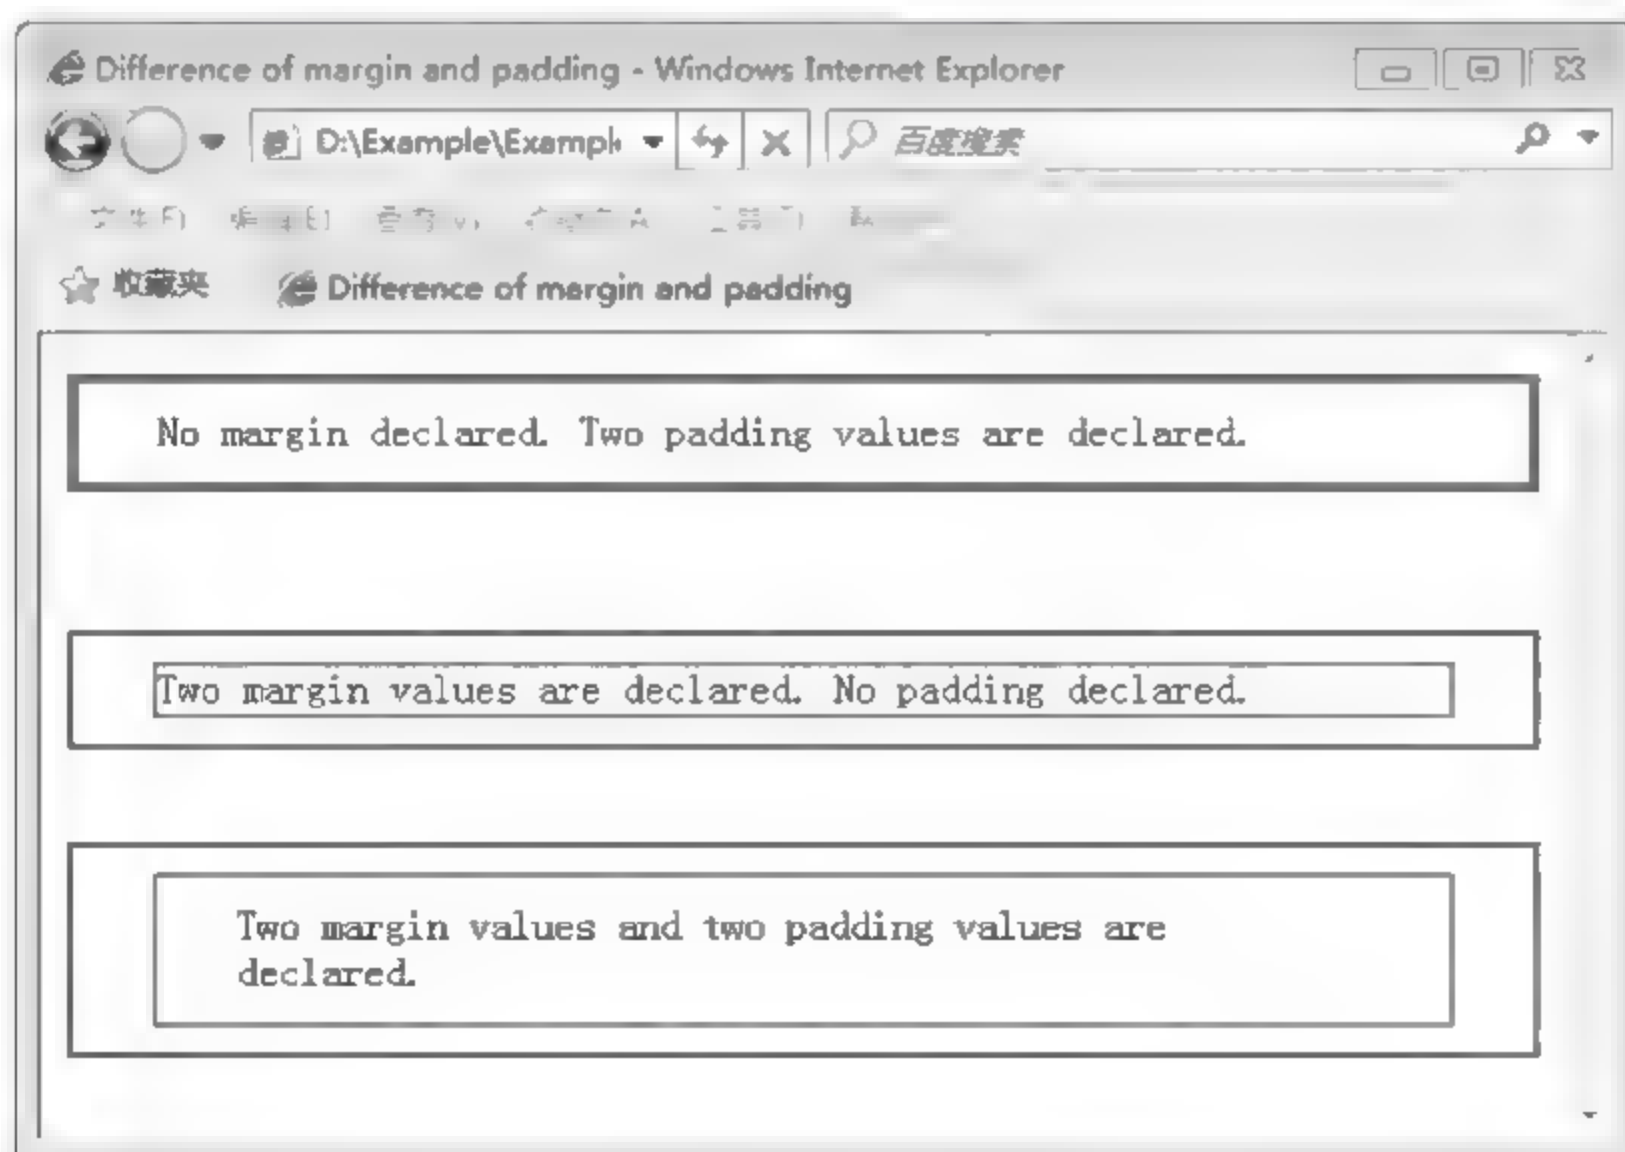 Difference of margin and padding - Windows Internet Explorer
D:\Example\Exampl
百度搜索
收藏夹
Difference of margin and padding
No margin declared. Two padding values are declared.
Two margin values are declared. No padding declared.
Two margin values and two padding values are
declared.